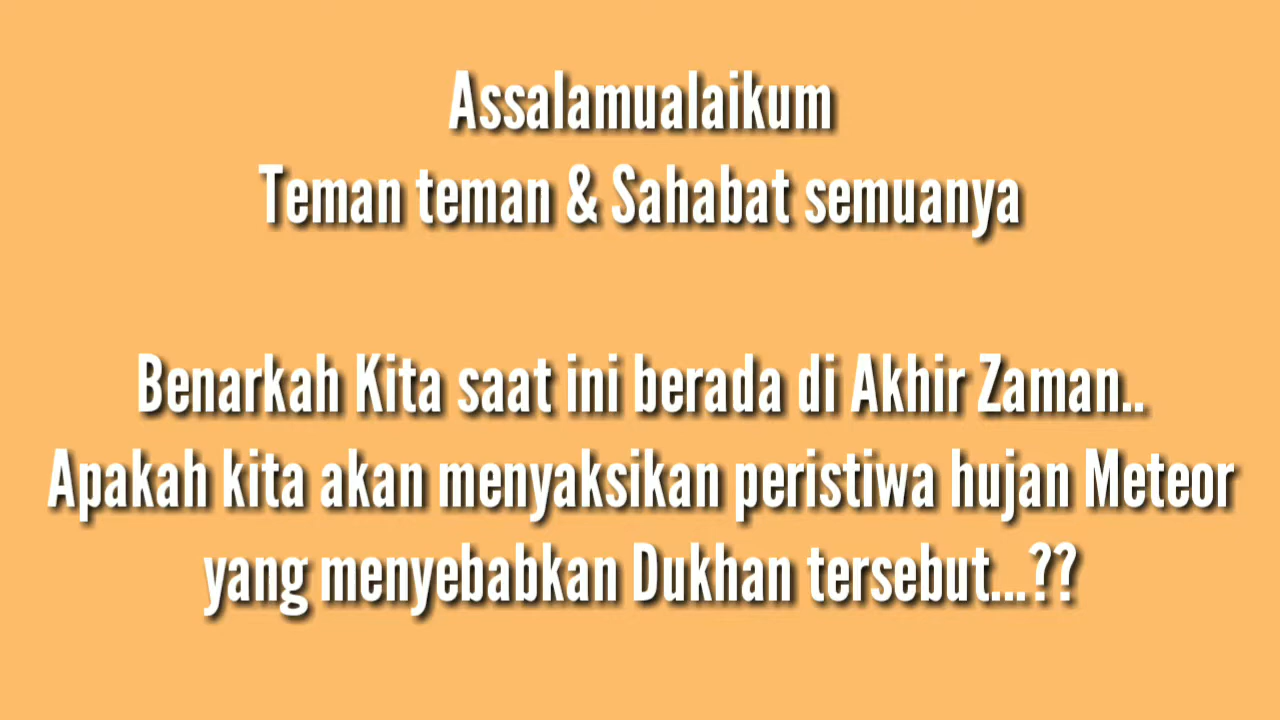 Assalamualaikum
Teman teman & Sahabat semuanya
Benarkah Kita saat ini berada di Akhir Zaman..
Apakah kita akan menyaksikan peristiwa hujan Meteor
yang menyebabkan Dukhan tersebut...??